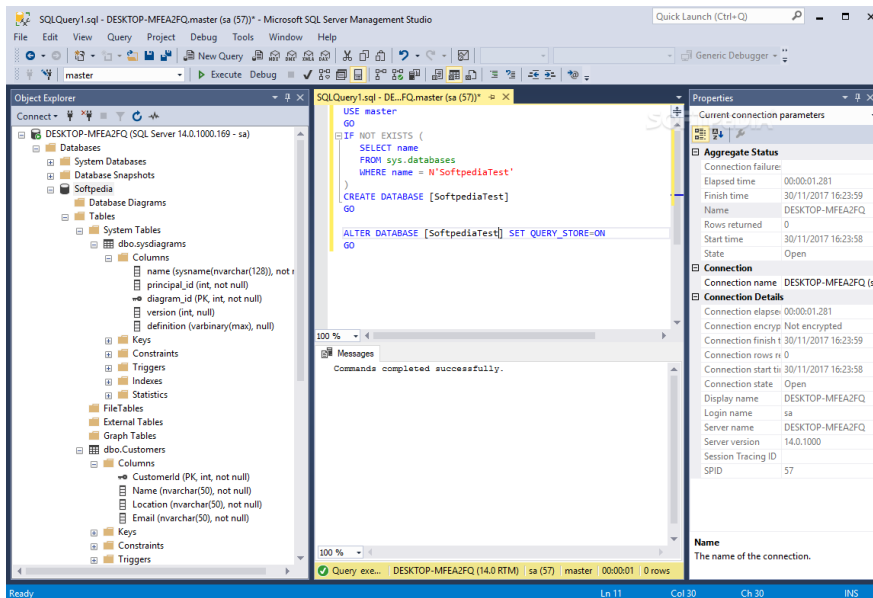 SQLQuery1.sql - DESKTOP-MFEA2FQ.master (sa (57))* - Microsoft SQL Server Management Studio
Quick Launch (Ctrl+Q)
File Edit View Query Project Debug Tools Window Help
New Query
Generic Debugger
master
Execute Debug
Object Explorer
Connect
DESKTOP-MFEA2FQ (SQL Server 14.0.1000.169 - sa)
Databases
System Databases
Database Snapshots
Softpedia
Database Diagrams
Tables
System Tables
dbo.sysdiagrams
Columns
name (sysname(nvarchar(128)), not r
principal_id (int, not null)
diagram_id (PK, int, not null)
version (int, null)
definition (varbinary(max), null)
Keys
Constraints
Triggers
Indexes
Statistics
FileTables
External Tables
Graph Tables
dbo.Customers
Columns
CustomerId (PK, int, not null)
Name (nvarchar(50), not null)
Location (nvarchar(50), not null)
Email (nvarchar(50), not null)
Keys
Constraints
Triggers
SQLQuery1.sql - DE...FQ.master (sa (57))*
USE master
GO
IF NOT EXISTS (
SELECT name
FROM sys.databases
WHERE name = N'SoftpediaTest'
)
CREATE DATABASE [SoftpediaTest]
GO
ALTER DATABASE [SoftpediaTest] SET QUERY_STORE=ON
GO
100 %
Messages
Commands completed successfully.
100 %
Query exe... DESKTOP-MFEA2FQ (14.0 RTM) sa (57) master 00:00:01 0 rows
Properties
Current connection parameters
Aggregate Status
Connection failure:
Elapsed time 00:00:01.281
Finish time 30/11/2017 16:23:59
Name DESKTOP-MFEA2FQ
Rows returned 0
Start time 30/11/2017 16:23:58
State Open
Connection
Connection name DESKTOP-MFEA2FQ (s
Connection Details
Connection elapse 00:00:01.281
Connection encryp Not encrypted
Connection finish t 30/11/2017 16:23:59
Connection rows re 0
Connection start tii 30/11/2017 16:23:58
Connection state Open
Display name DESKTOP-MFEA2FQ
Login name sa
Server name DESKTOP-MFEA2FQ
Server version 14.0.1000
Session Tracing ID
SPID 57
Name
The name of the connection.
Ready Ln 11 Col 30 Ch 30 INS